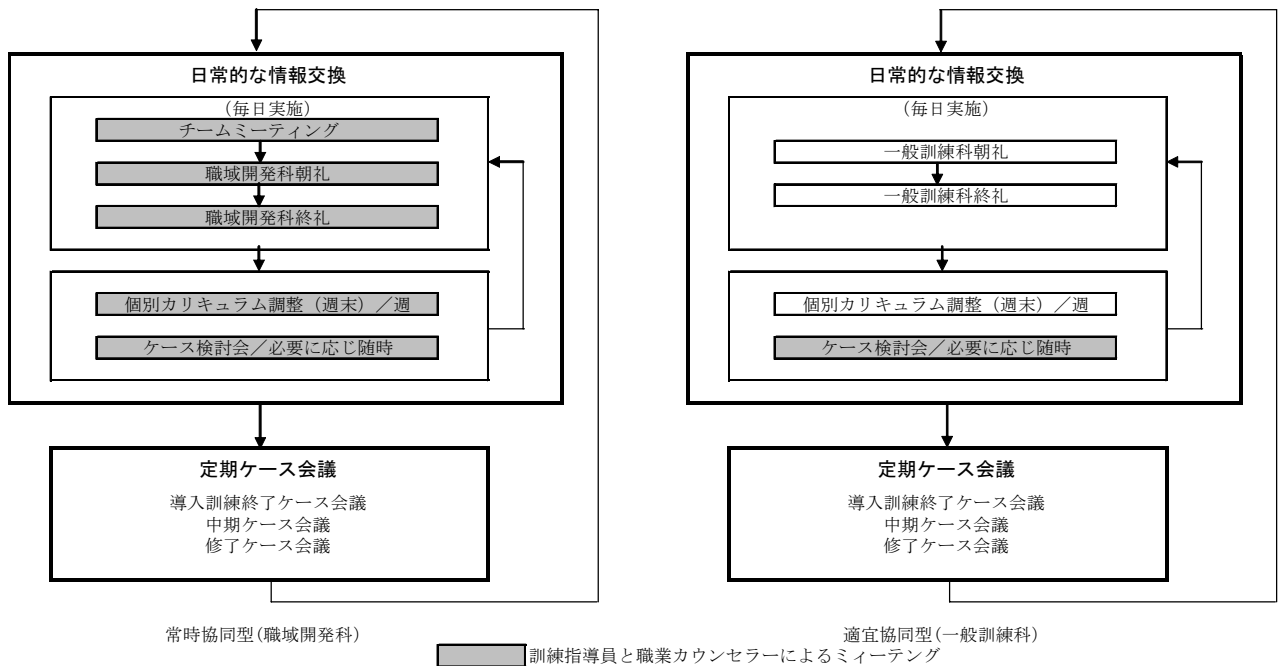 日常的な情報交換
(毎日実施)
チームミーティング
職域開発科朝礼
職域開発科終礼
個別カリキュラム調整（週末）／週
ケース検討会／必要に応じ随時
定期ケース会議
導入訓練終了ケース会議
中期ケース会議
修了ケース会議
常時協同型(職域開発科)
日常的な情報交換
(毎日実施)
一般訓練科朝礼
一般訓練科終礼
個別カリキュラム調整（週末）／週
ケース検討会／必要に応じ随時
定期ケース会議
導入訓練終了ケース会議
中期ケース会議
修了ケース会議
適宜協同型(一般訓練科)
訓練指導員と職業カウンセラーによるミィーテング